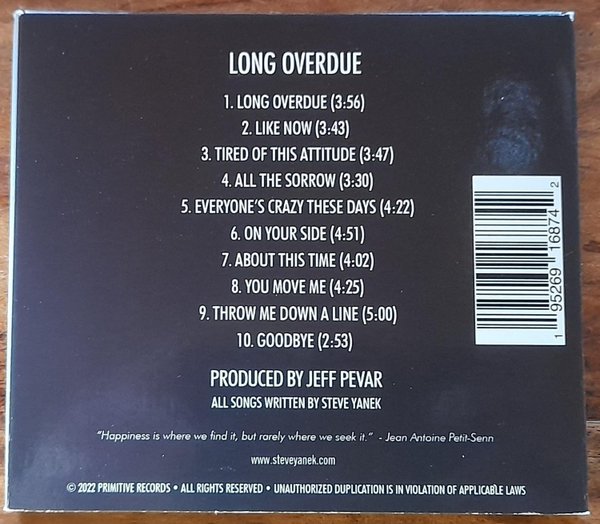 LONG OVERDUE
1. LONG OVERDUE (3:56)
2. LIKE NOW (3:43)
3. TIRED OF THIS ATTITUDE (3:47)
4. ALL THE SORROW (3:30)
5. EVERYONE'S CRAZY THESE DAYS (4:22)
6. ON YOUR SIDE (4:51)
7. ABOUT THIS TIME (4:02)
8. YOU MOVE ME (4:25)
9. THROW ME DOWN A LINE (5:00)
10. GOODBYE (2:53)
1 95269 16874 2
PRODUCED BY JEFF PEVAR
ALL SONGS WRITTEN BY STEVE YANEK
"Happiness is where we find it, but rarely where we seek it." - Jean Antoine Petit-Senn
www.steveyanek.com
© 2022 PRIMITIVE RECORDS • ALL RIGHTS RESERVED • UNAUTHORIZED DUPLICATION IS IN VIOLATION OF APPLICABLE LAWS